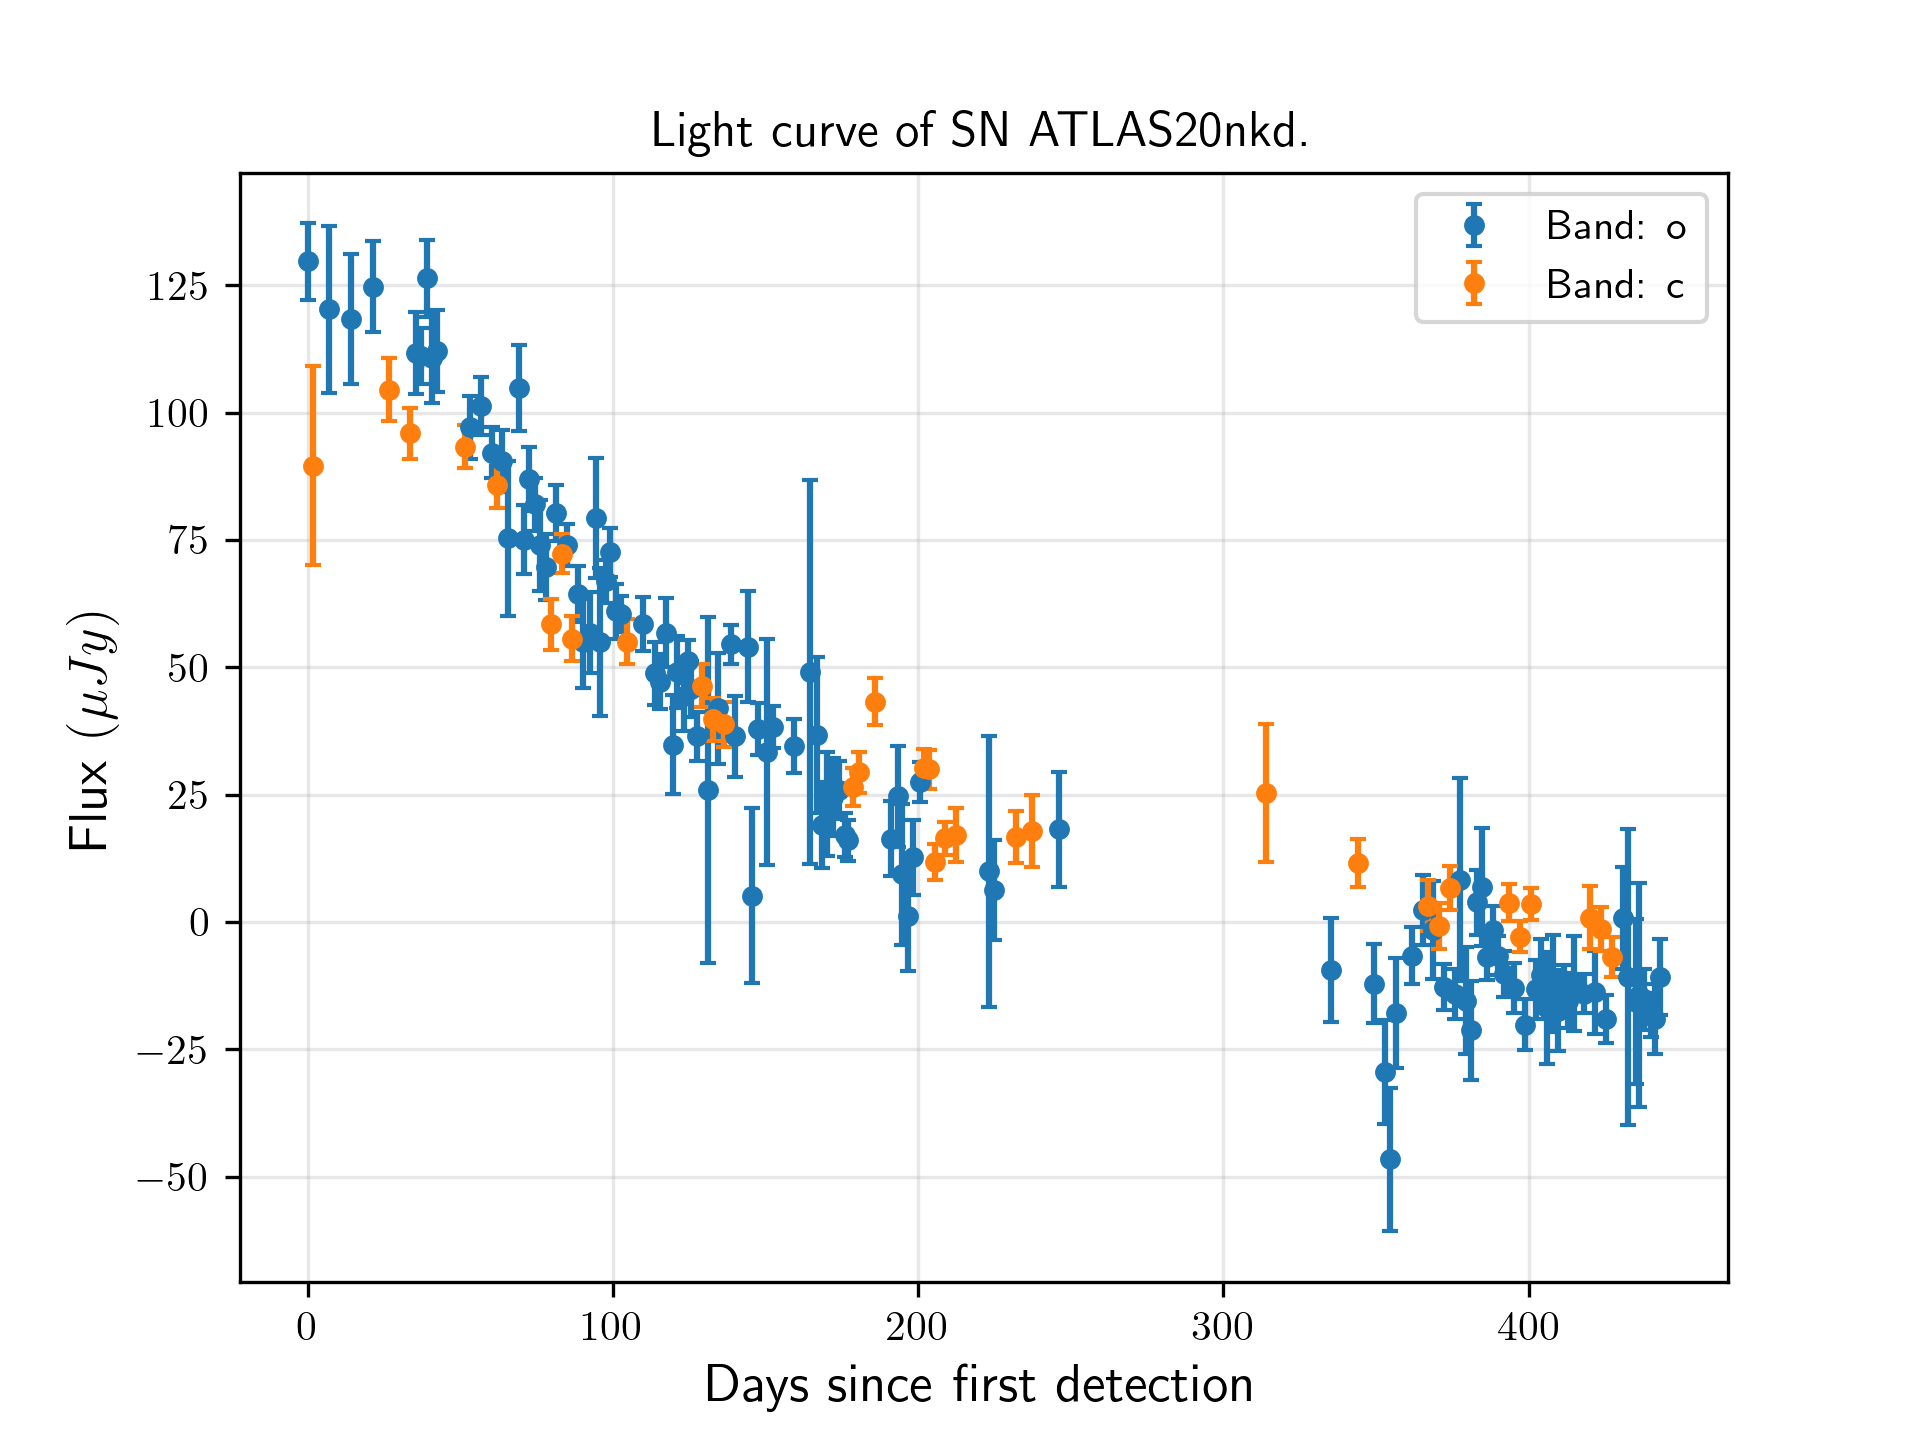 Light curve of SN ATLAS20nkd.
Band: o
Band: c
125
100
75
50
25
0
−25
−50
Flux (μJy)
0 100 200 300 400
Days since first detection